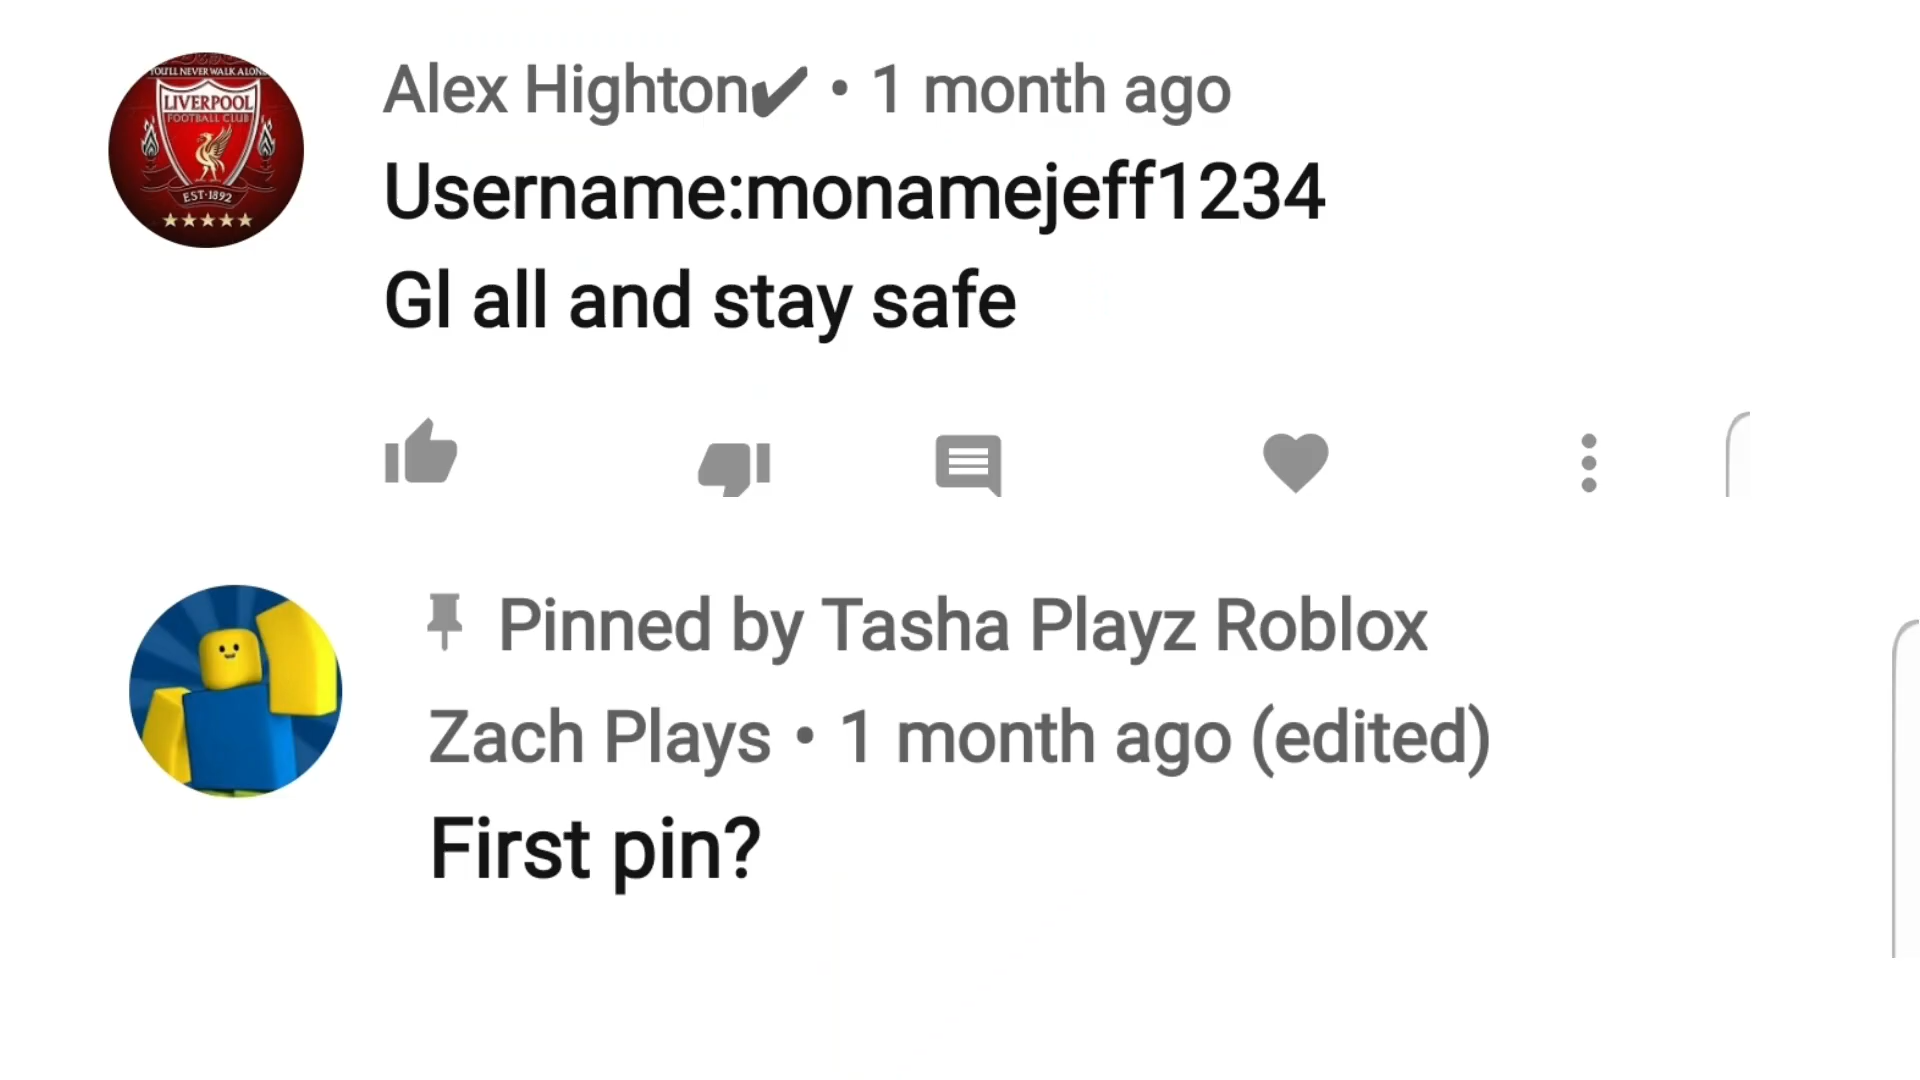 YOU'LL NEVER WALK ALONE
LIVERPOOL
FOOTBALL CLUB
EST·1892
Alex Highton✔ • 1 month ago
Username:monamejeff1234
Gl all and stay safe
Pinned by Tasha Playz Roblox
Zach Plays • 1 month ago (edited)
First pin?